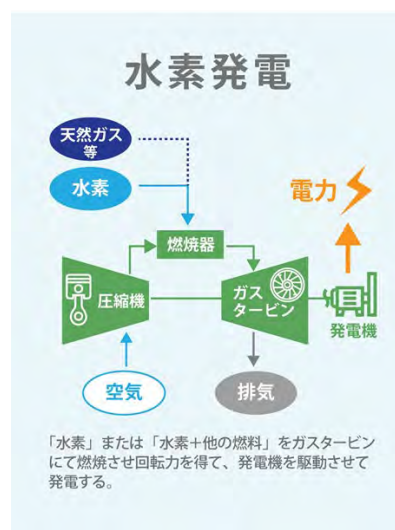 水素発電
天然ガス
等
水素
電力
燃焼器
圧縮機
ガス
タービン
発電機
空気
排気
「水素」または「水素＋他の燃料」をガスタービン
にて燃焼させ回転力を得て、発電機を駆動させて
発電する。